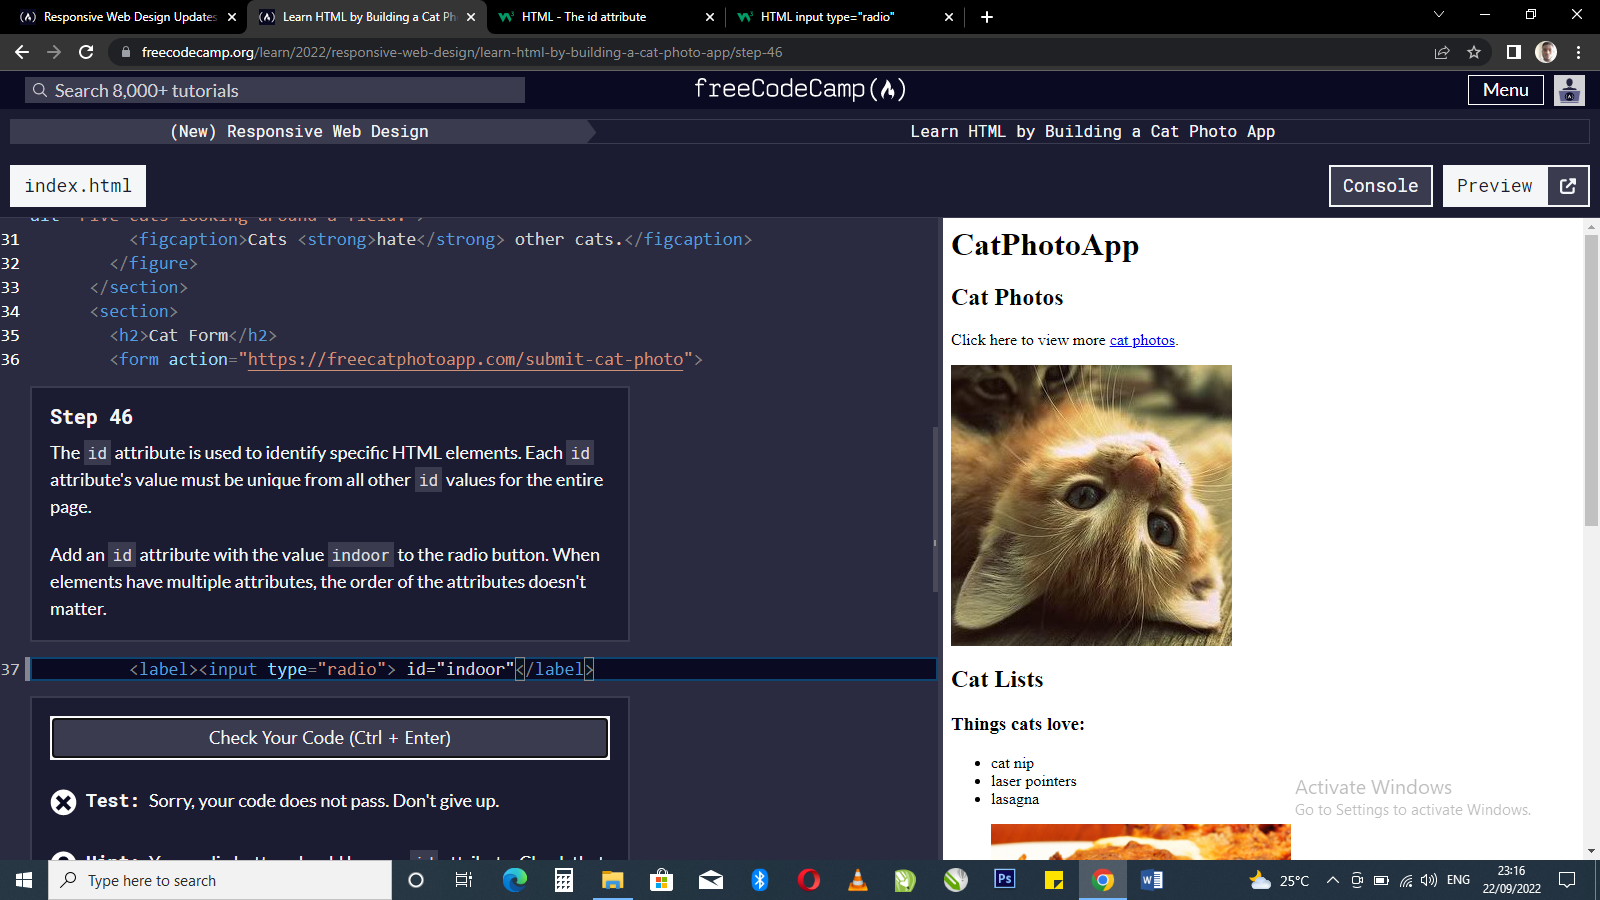 Responsive Web Design Updates
Learn HTML by Building a Cat Ph
HTML - The id attribute
HTML input type="radio"
freecodecamp.org/learn/2022/responsive-web-design/learn-html-by-building-a-cat-photo-app/step-46
Search 8,000+ tutorials
freeCodeCamp
Menu
(New) Responsive Web Design
Learn HTML by Building a Cat Photo App
index.html
Console
Preview
alt="Five cats looking around a field.">
31 <figcaption>Cats <strong>hate</strong> other cats.</figcaption>
32 </figure>
33 </section>
34 <section>
35 <h2>Cat Form</h2>
36 <form action="https://freecatphotoapp.com/submit-cat-photo">
Step 46
The id attribute is used to identify specific HTML elements. Each id
attribute's value must be unique from all other id values for the entire
page.
Add an id attribute with the value indoor to the radio button. When
elements have multiple attributes, the order of the attributes doesn't
matter.
37 <label><input type="radio"> id="indoor"</label>
Check Your Code (Ctrl + Enter)
Test: Sorry, your code does not pass. Don't give up.
CatPhotoApp
Cat Photos
Click here to view more cat photos.
Cat Lists
Things cats love:
• cat nip
• laser pointers
• lasagna
Activate Windows
Go to Settings to activate Windows.
Type here to search
Ps
25°C
ENG
23:16
22/09/2022